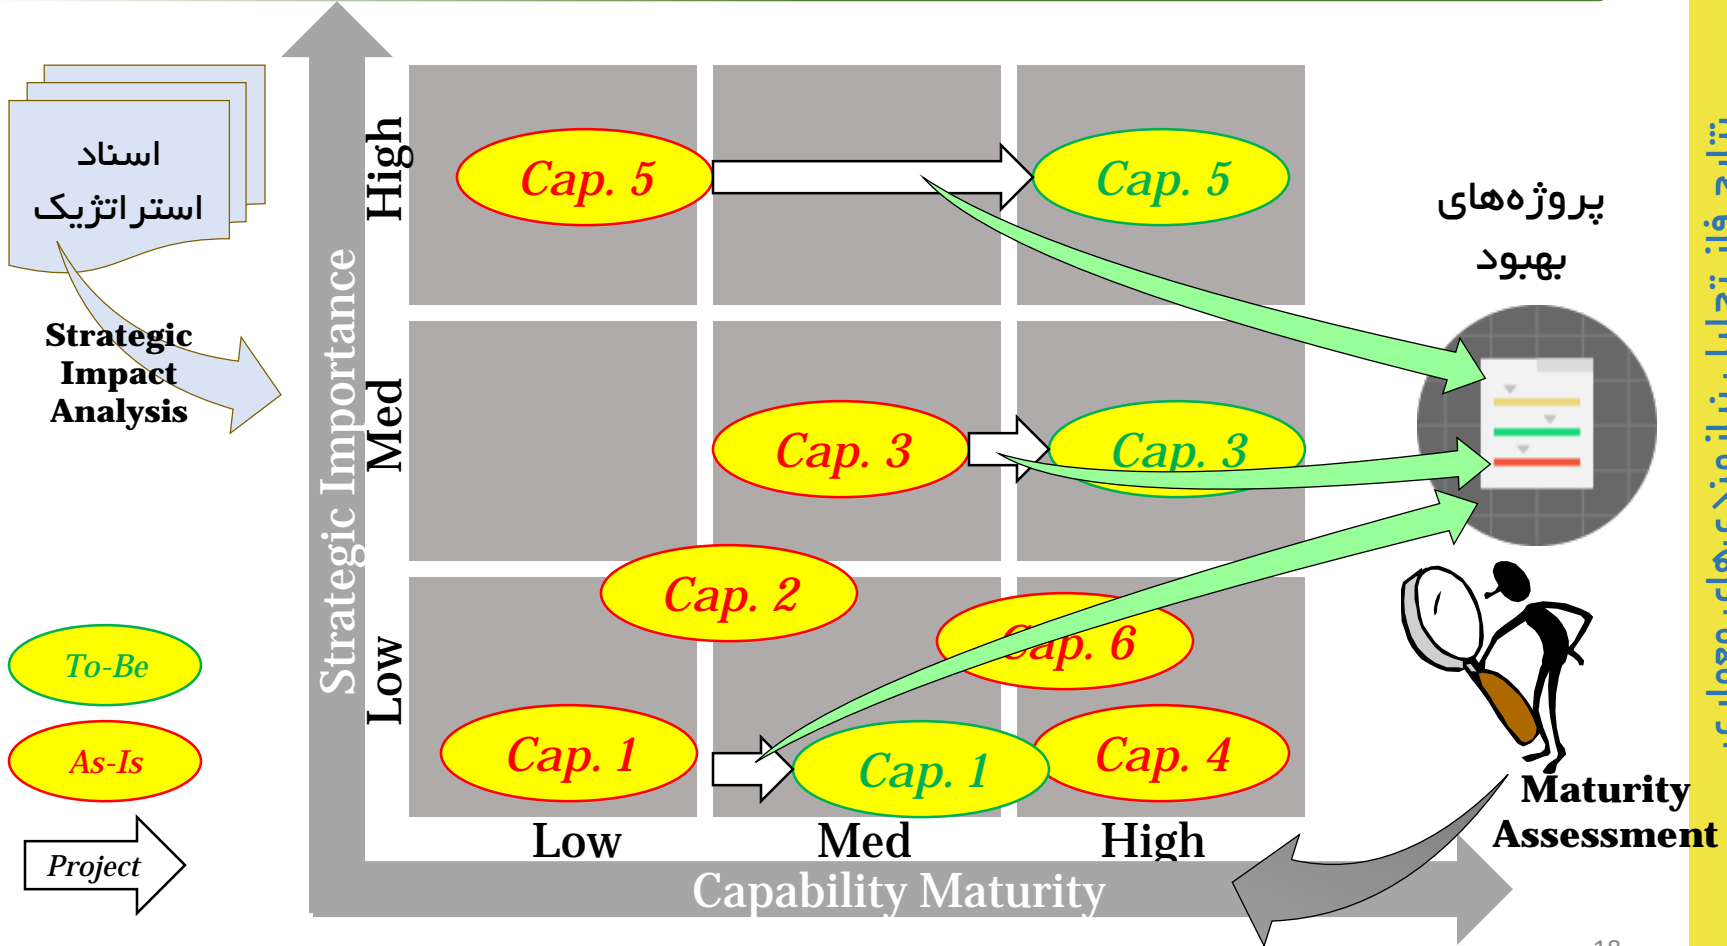 اسناد
استراتژیک
Strategic
Impact
Analysis
To-Be
As-Is
Project
Strategic Importance
High
Med
Low
Cap. 5
Cap. 5
Cap. 3
Cap. 3
Cap. 2
Cap. 6
Cap. 1
Cap. 1
Cap. 4
Low
Med
High
Capability Maturity
پروژه‌های
بهبود
Maturity
Assessment